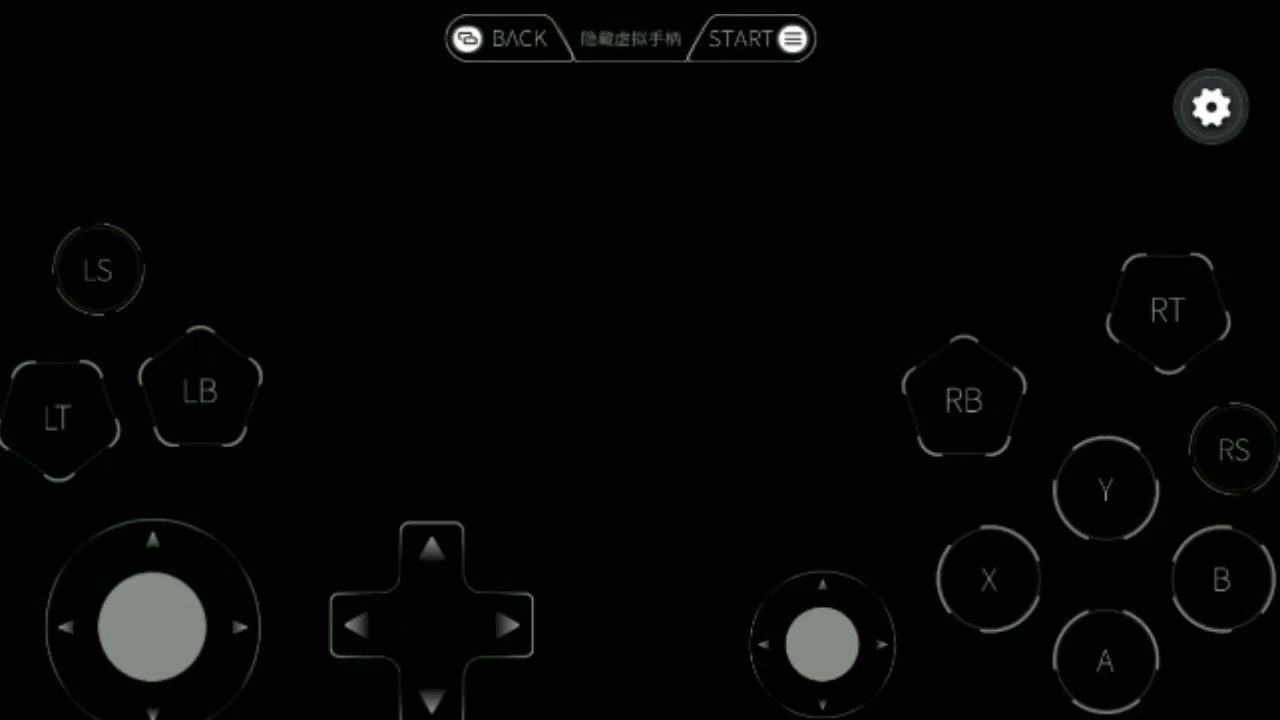 BACK 隐藏虚拟手柄 START
LS
RT
LB
LT
RB
RS
Y
X
B
A